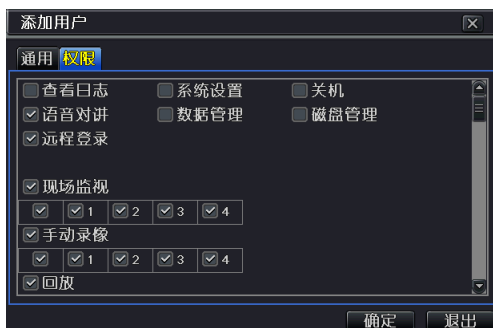 添加用户
通用 权限
查看日志 系统设置 关机
语音对讲 数据管理 磁盘管理
远程登录
现场监视
1 2 3 4
手动录像
1 2 3 4
回放
确定 退出